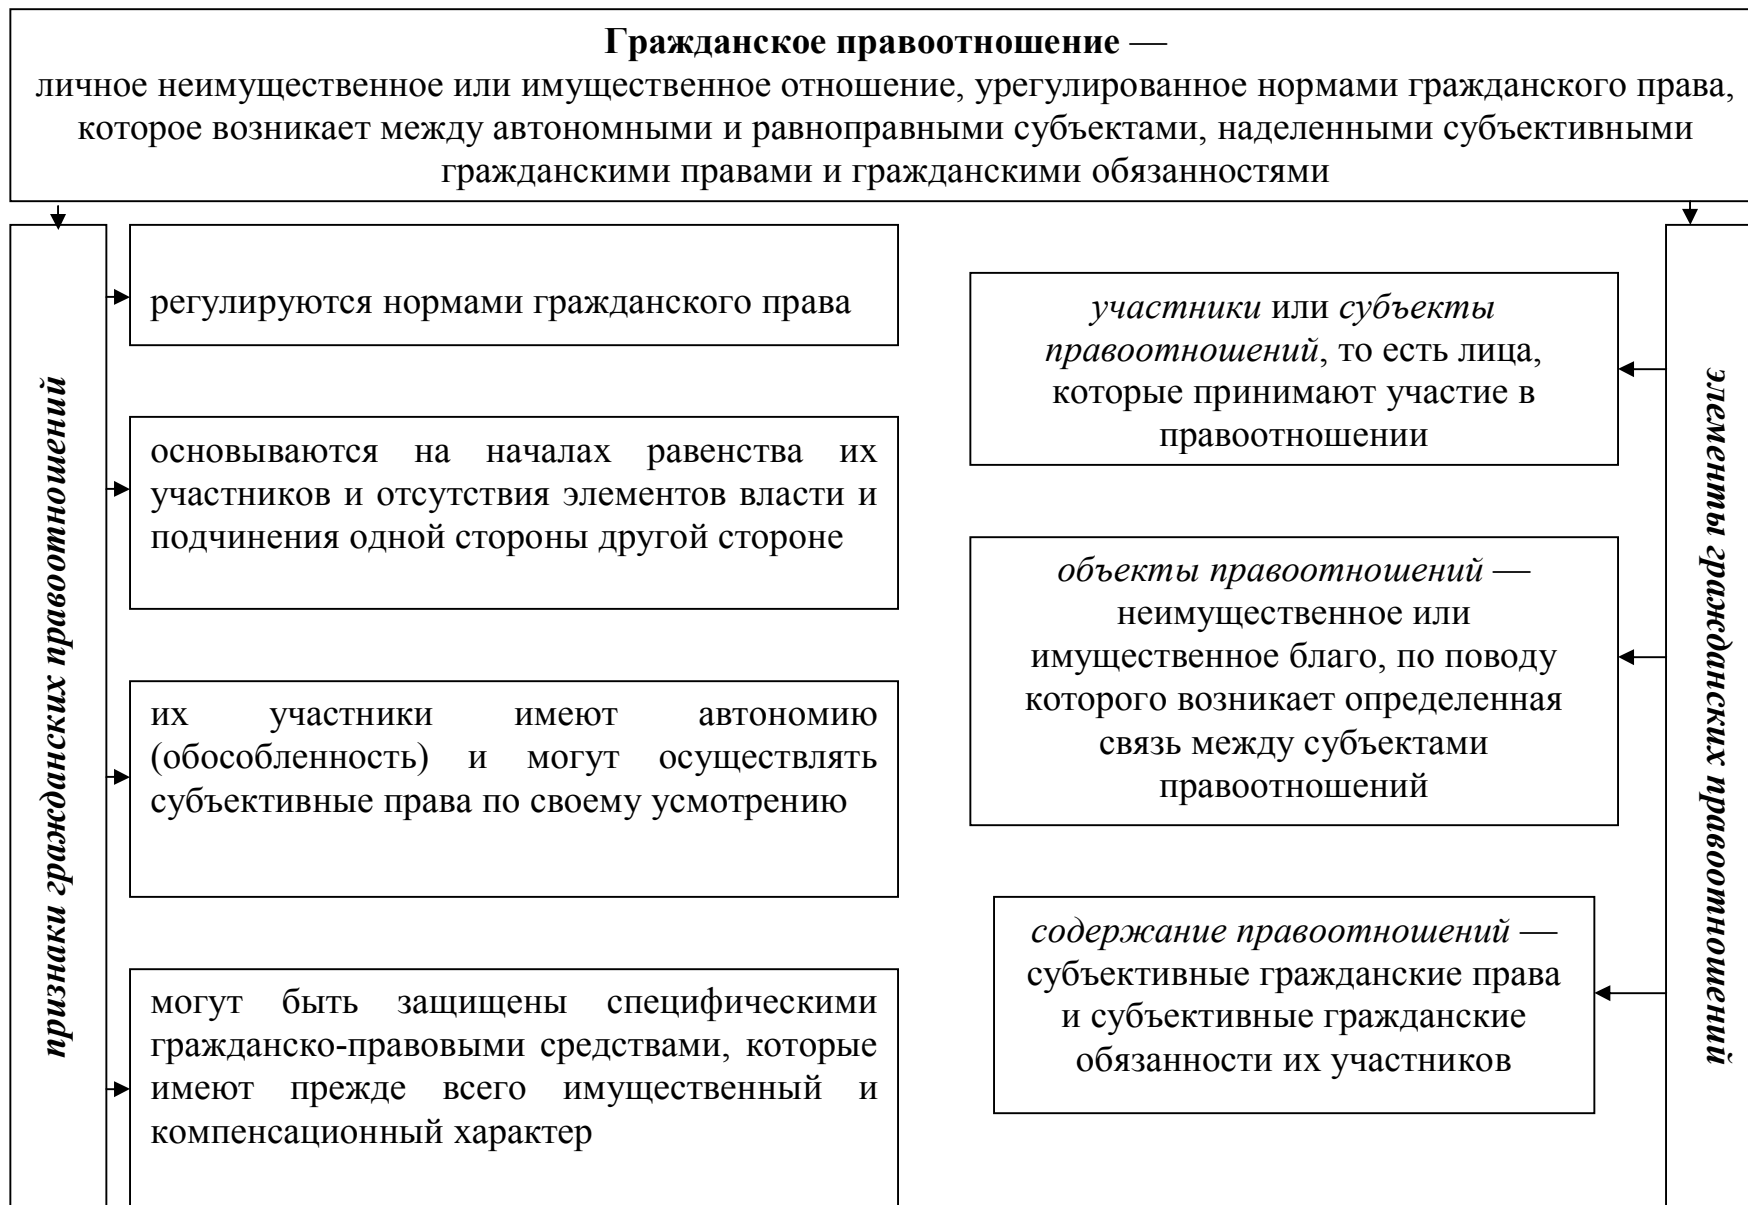 Гражданское правоотношение —
личное неимущественное или имущественное отношение, урегулированное нормами гражданского права,
которое возникает между автономными и равноправными субъектами, наделенными субъективными
гражданскими правами и гражданскими обязанностями
признаки гражданских правоотношений
регулируются нормами гражданского права
основываются на началах равенства их
участников и отсутствия элементов власти и
подчинения одной стороны другой стороне
их участники имеют автономию
(обособленность) и могут осуществлять
субъективные права по своему усмотрению
могут быть защищены специфическими
гражданско-правовыми средствами, которые
имеют прежде всего имущественный и
компенсационный характер
участники или субъекты
правоотношений, то есть лица,
которые принимают участие в
правоотношении
объекты правоотношений —
неимущественное или
имущественное благо, по поводу
которого возникает определенная
связь между субъектами
правоотношений
содержание правоотношений —
субъективные гражданские права
и субъективные гражданские
обязанности их участников
элементы гражданских правоотношений